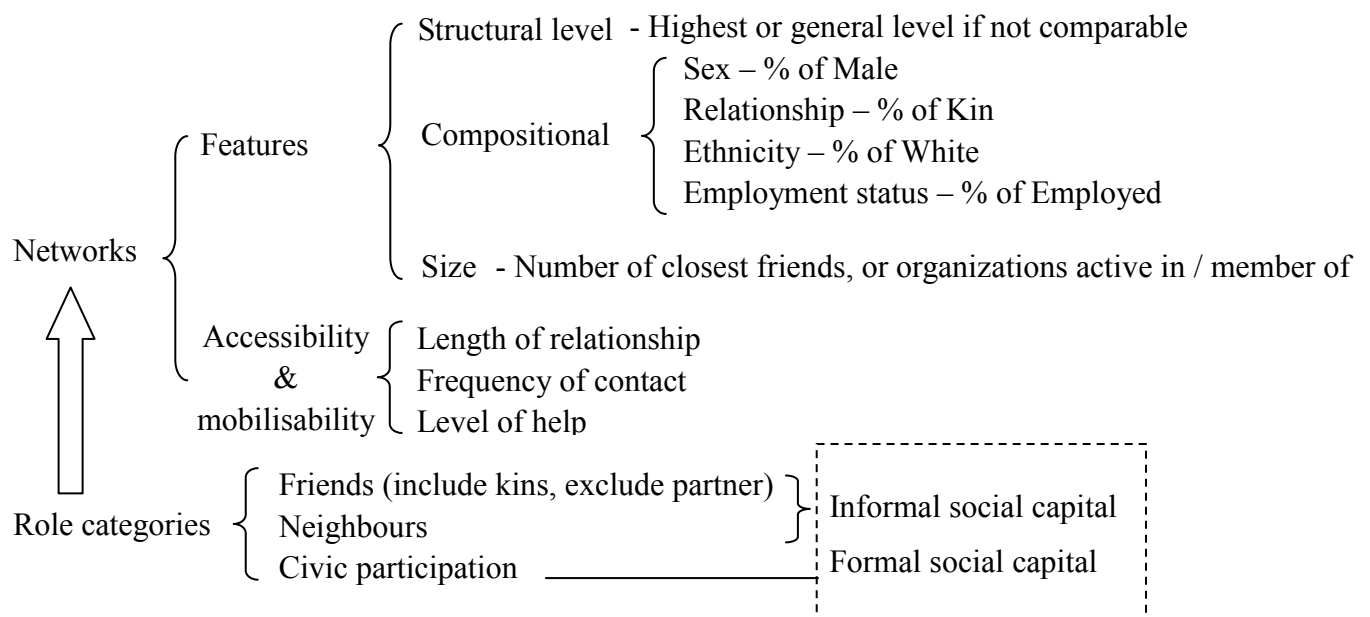 Structural level - Highest or general level if not comparable
Sex – % of Male
Relationship – % of Kin
Compositional
Features
Ethnicity – % of White
Employment status – % of Employed
Networks
Size - Number of closest friends, or organizations active in / member of
Accessibility
&
mobilisability
Length of relationship
Frequency of contact
Level of help
Role categories
Friends (include kins, exclude partner)
Neighbours
Civic participation
Informal social capital
Formal social capital